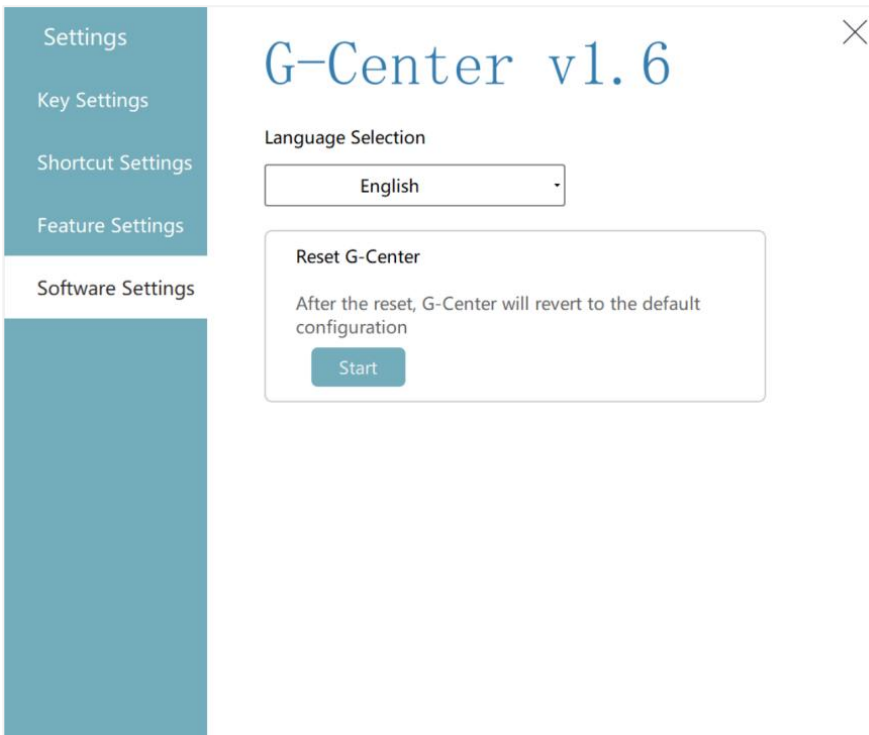 Settings
Key Settings
Shortcut Settings
Feature Settings
Software Settings
G-Center v1.6
Language Selection
English
Reset G-Center
After the reset, G-Center will revert to the default
configuration
Start